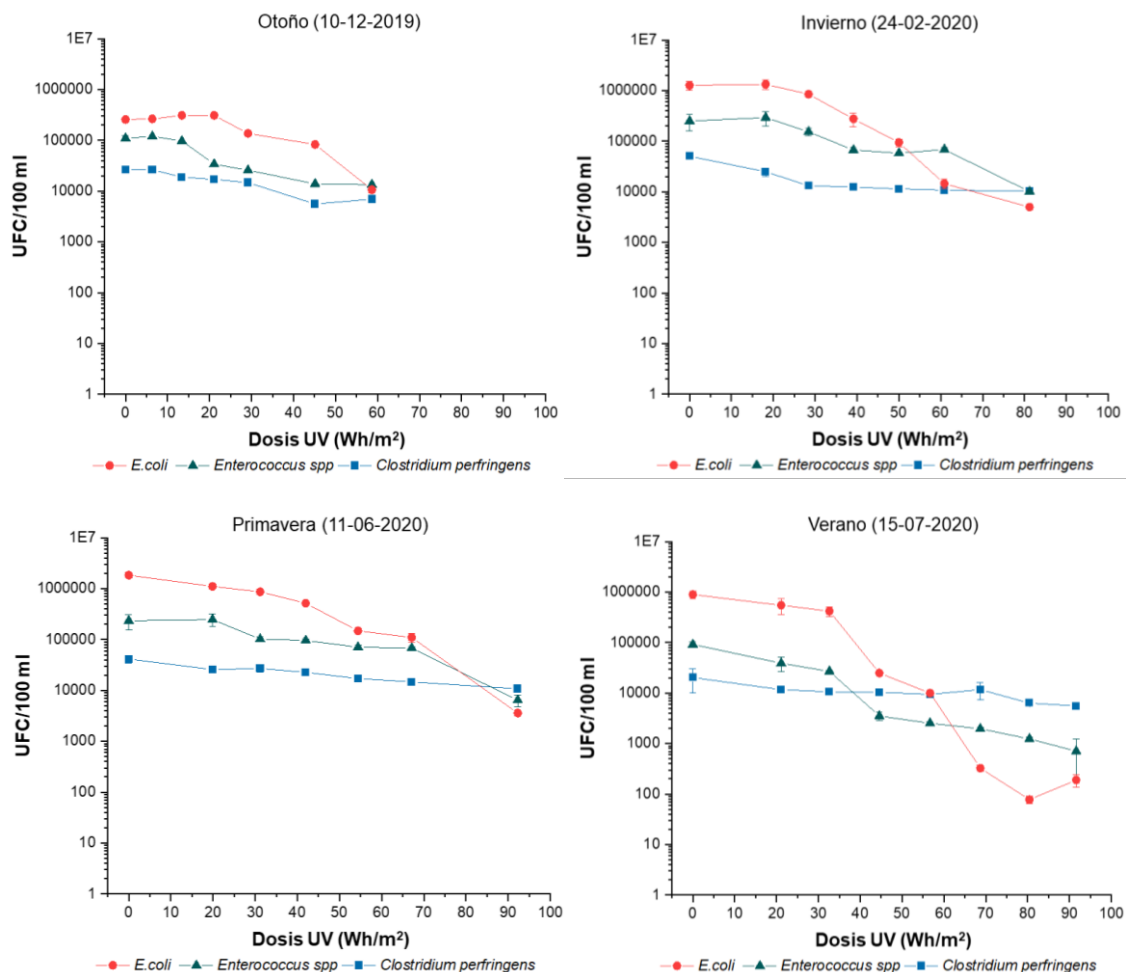 Otoño (10-12-2019)
1E7
1000000
100000
10000
1000
100
10
1
UFC/100 ml
0 10 20 30 40 50 60 70 80 90 100
Dosis UV (Wh/m²)
E.coli Enterococcus spp Clostridium perfringens
Invierno (24-02-2020)
1E7
1000000
100000
10000
1000
100
10
1
UFC/100 ml
0 10 20 30 40 50 60 70 80 90 100
Dosis UV (Wh/m²)
E.coli Enterococcus spp Clostridium perfringens
Primavera (11-06-2020)
1E7
1000000
100000
10000
1000
100
10
1
UFC/100 ml
0 10 20 30 40 50 60 70 80 90 100
Dosis UV (Wh/m²)
E.coli Enterococcus spp Clostridium perfringens
Verano (15-07-2020)
1E7
1000000
100000
10000
1000
100
10
1
UFC/100 ml
0 10 20 30 40 50 60 70 80 90 100
Dosis UV (Wh/m²)
E.coli Enterococcus spp Clostridium perfringens